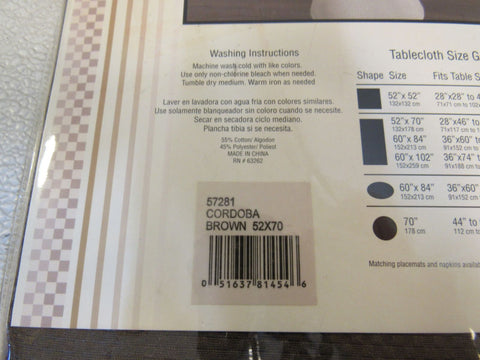 Washing Instructions
Machine wash cold with like colors.
Use only non-chlorine bleach when needed.
Tumble dry medium. Warm iron as needed
Lavar en lavadora con agua fria con colores similares.
Use solamente blanqueador sin cloro cuando se necesite.
Secar en secadora ciclo mediano.
Plancha tibia si se necesita.
55% Cotton/ Algodon
45% Polyester/ Poliest
MADE IN CHINA
RN # 63262
57281
CORDOBA
BROWN 52X70
0 51637 81454 6
Tablecloth Size G
Shape Size Fits Table S
52" x 52" 28"x28" to 4
132x132 cm 71x71 cm to 102x
52" x 70" 28"x46" to
132x178 cm 71x117 cm to 1
60"x 84" 36"x60" to
152x213 cm 91x152 cm to
60"x 102" 36"x74" to
152x259 cm 91x188 cm to
60"x 84" 36"x60"
152x213 cm 91x152 cm
70" 44" to
178 cm 112 cm to
Matching placemats and napkins availab